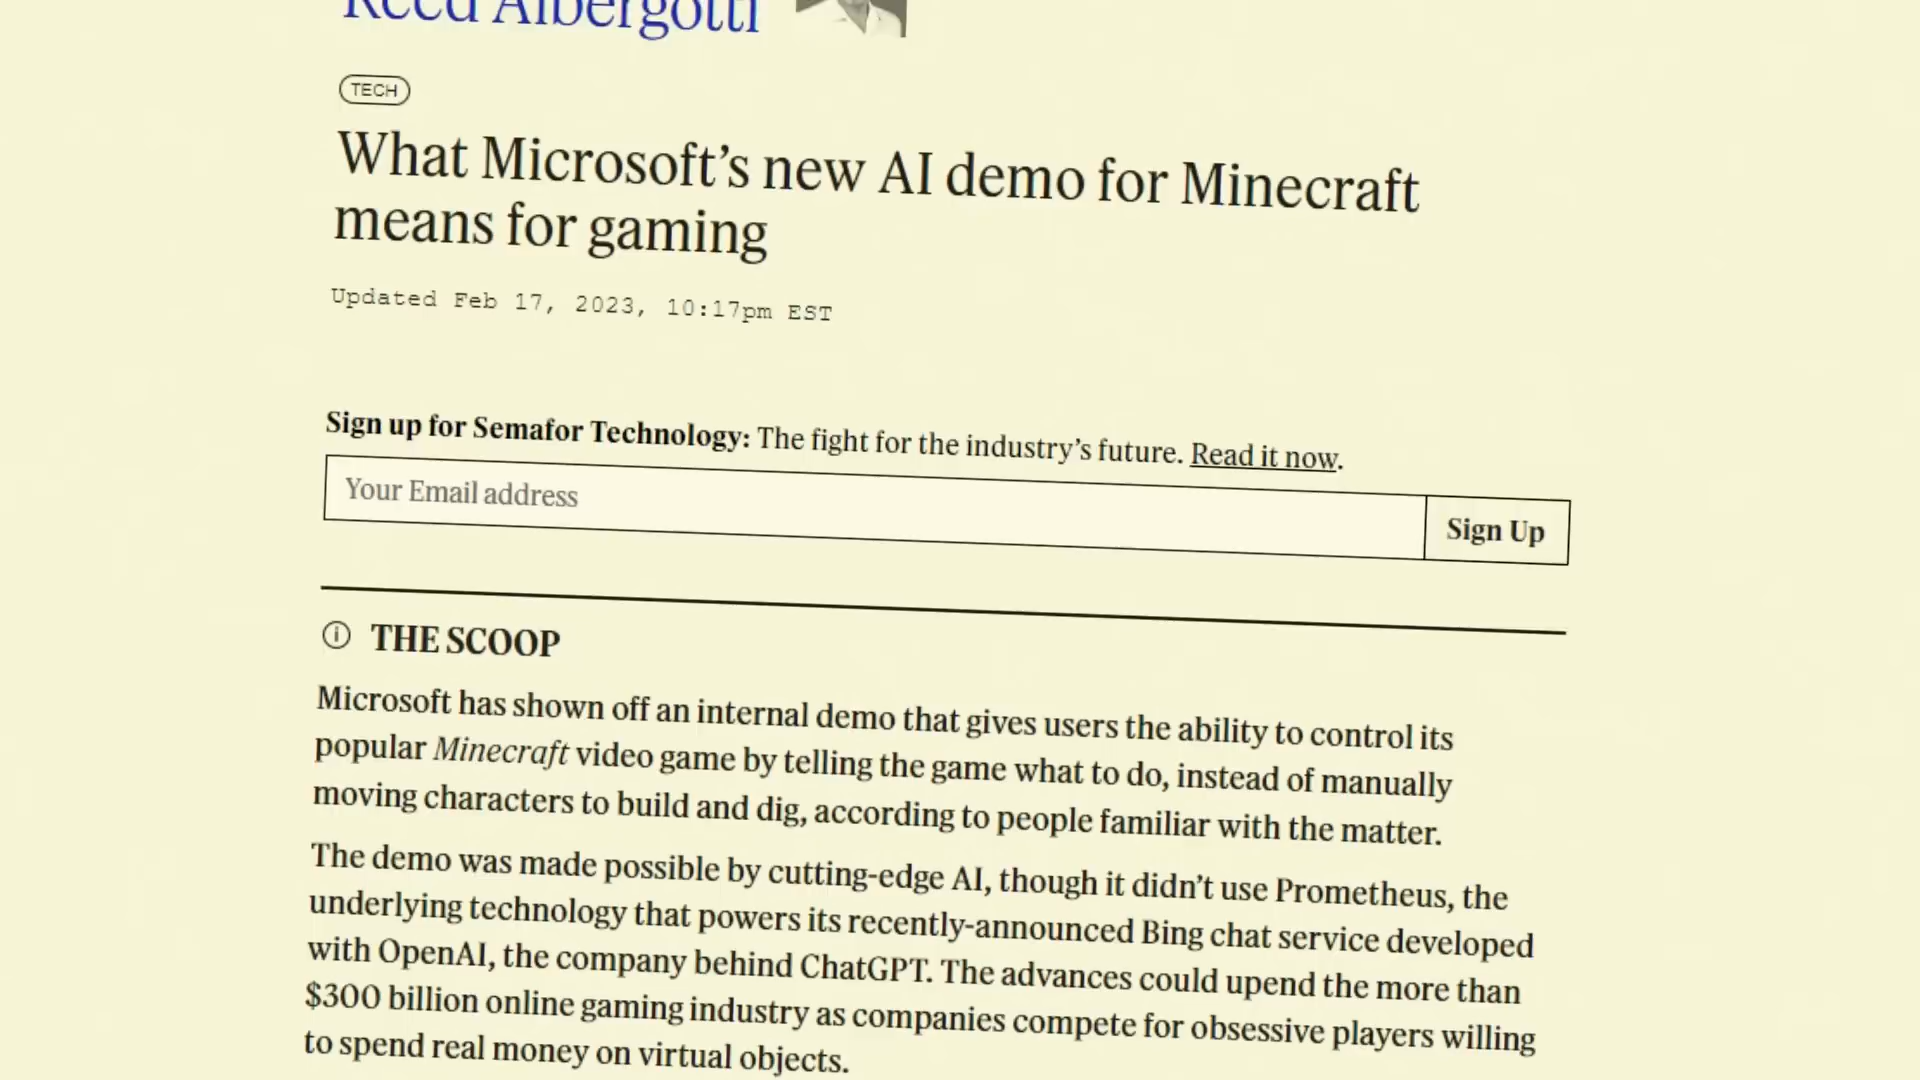 Reed Albergotti
TECH
What Microsoft’s new AI demo for Minecraft
means for gaming
Updated Feb 17, 2023, 10:17pm EST
Sign up for Semafor Technology: The fight for the industry’s future. Read it now.
Your Email address
Sign Up
THE SCOOP
Microsoft has shown off an internal demo that gives users the ability to control its
popular Minecraft video game by telling the game what to do, instead of manually
moving characters to build and dig, according to people familiar with the matter.
The demo was made possible by cutting-edge AI, though it didn’t use Prometheus, the
underlying technology that powers its recently-announced Bing chat service developed
with OpenAI, the company behind ChatGPT. The advances could upend the more than
$300 billion online gaming industry as companies compete for obsessive players willing
to spend real money on virtual objects.